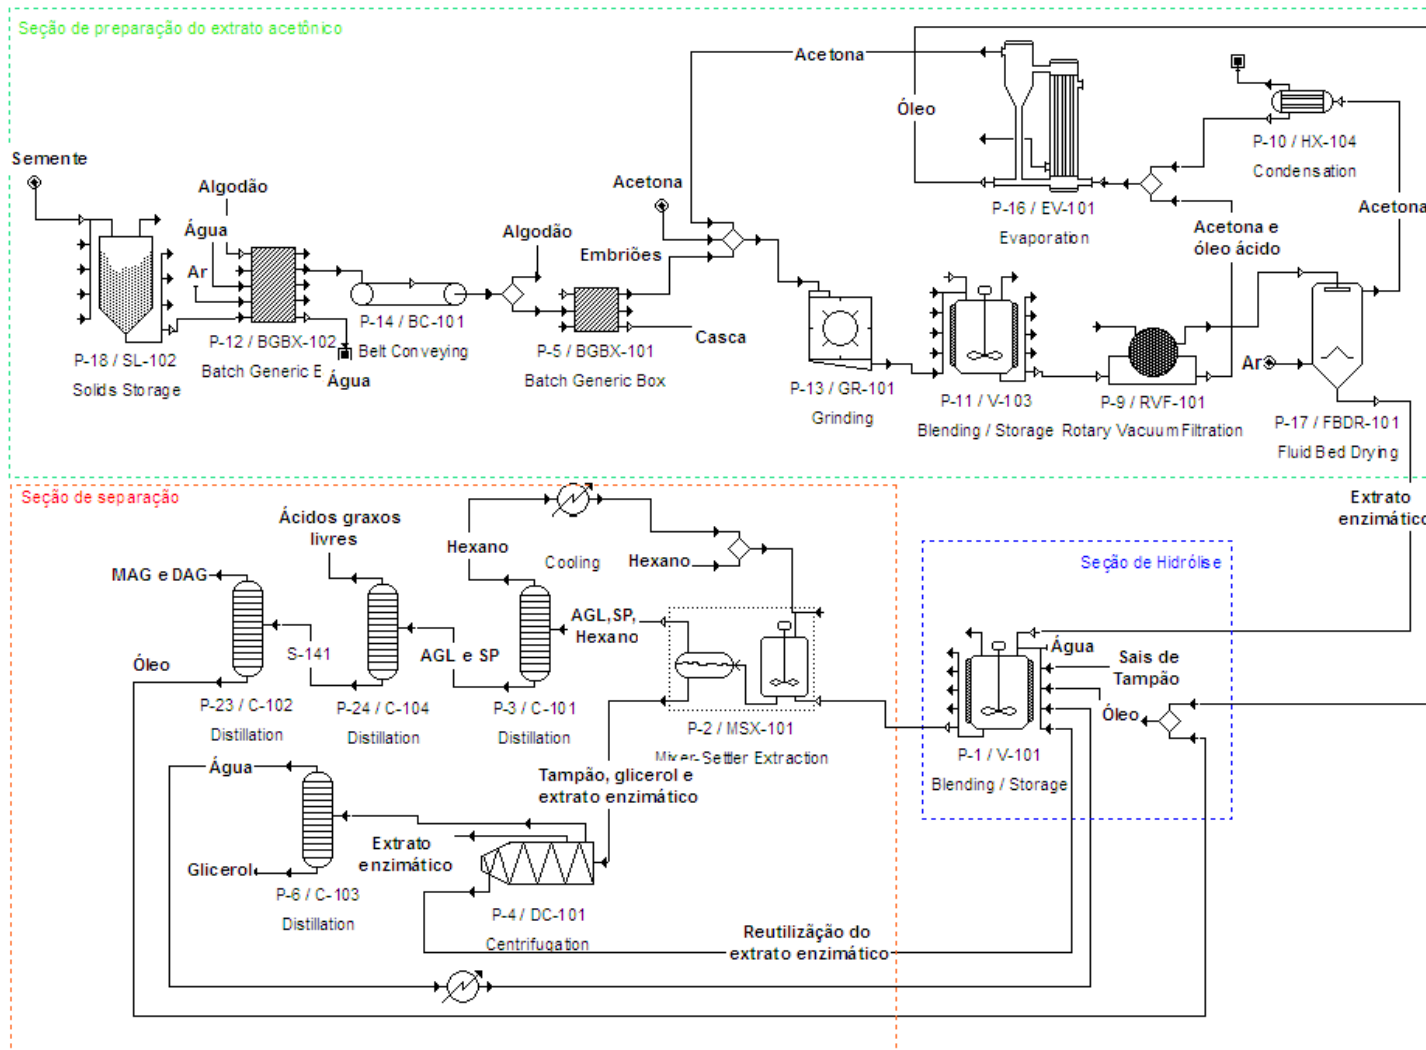 Seção de preparação do extrato acetônico
Semente
P-18 / SL-102
Solids Storage
Algodão
Água
Ar
P-12 / BGBX-102
Batch Generic B
Água
P-14 / BC-101
Belt Conveying
Algodão
P-5 / BGBX-101
Batch Generic Box
Casca
Acetona
Embriões
Acetona
P-13 / GR-101
Grinding
Óleo
P-16 / EV-101
Evaporation
P-10 / HX-104
Condensation
Acetona
Acetona e
óleo ácido
P-11 / V-103
Blending / Storage
P-9 / RVF-101
Rotary Vacuum Filtration
Ar
P-17 / FBDR-101
Fluid Bed Drying
Extrato
enzimático
Seção de separação
Ácidos graxos
livres
MAG e DAG
Óleo
P-23 / C-102
Distillation
S-141
P-24 / C-104
Distillation
AGL e SP
Hexano
Cooling
Hexano
P-3 / C-101
Distillation
AGL,SP,
Hexano
P-2 / MSX-101
Mixer-Settler Extraction
Tampão, glicerol e
extrato enzimático
Água
Glicerol
P-6 / C-103
Distillation
Extrato
enzimático
P-4 / DC-101
Centrifugation
Reutilização do
extrato enzimático
Seção de Hidrólise
Água
Sais de
Tampão
Óleo
P-1 / V-101
Blending / Storage